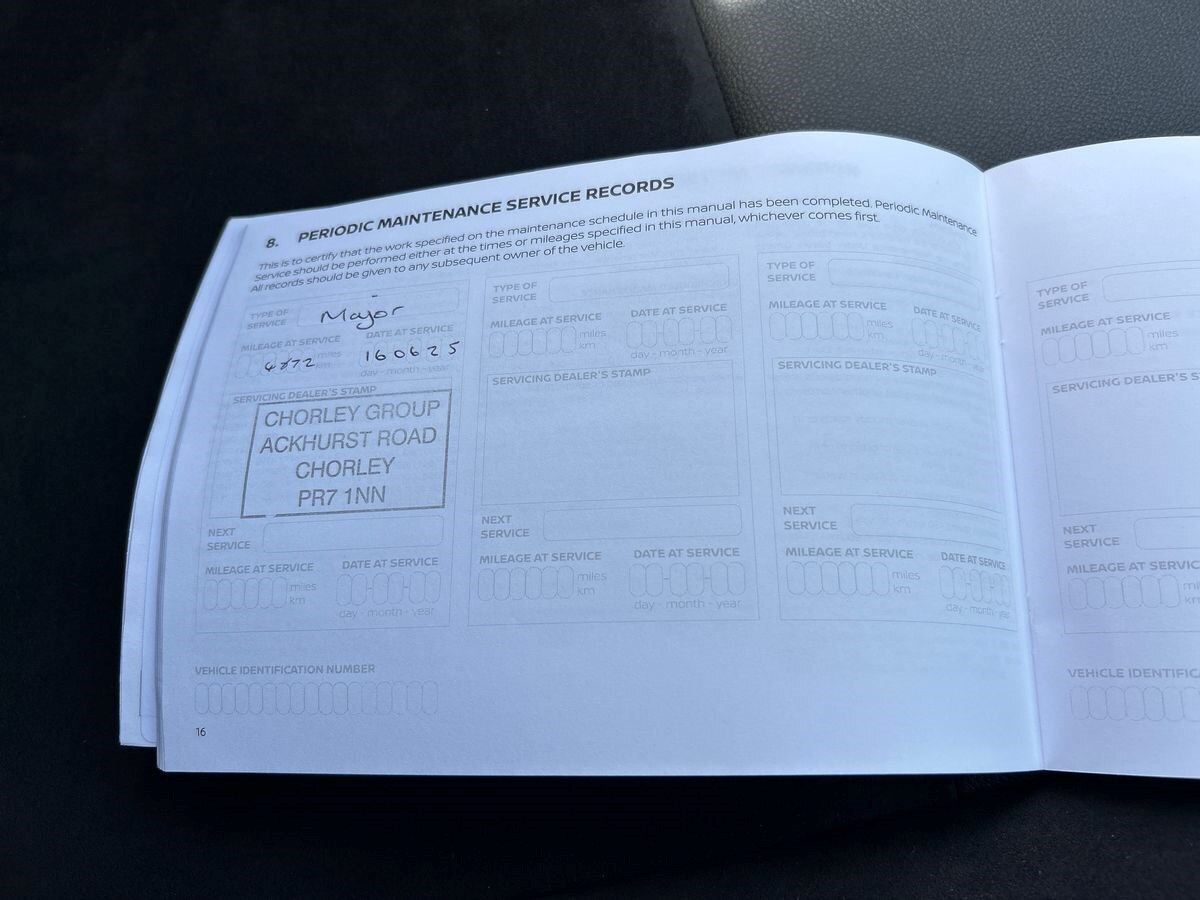 8. PERIODIC MAINTENANCE SERVICE RECORDS
This is to certify that the work specified on the maintenance schedule in this manual has been completed. Periodic Maintenance
Service should be performed either at the times or mileages specified in this manual, whichever comes first.
All records should be given to any subsequent owner of the vehicle.
TYPE OF
SERVICE
Major
MILEAGE AT SERVICE
DATE AT SERVICE
miles
km
160625
day - month - year
SERVICING DEALER'S STAMP
CHORLEY GROUP
ACKHURST ROAD
CHORLEY
PR7 1NN
NEXT
SERVICE
MILEAGE AT SERVICE
DATE AT SERVICE
miles
km
day - month - year
TYPE OF
SERVICE
MILEAGE AT SERVICE
DATE AT SERVICE
miles
km
day - month - year
SERVICING DEALER'S STAMP
NEXT
SERVICE
MILEAGE AT SERVICE
DATE AT SERVICE
miles
km
day - month - year
TYPE OF
SERVICE
MILEAGE AT SERVICE
DATE AT SERVICE
miles
km
day - month - year
SERVICING DEALER'S STAMP
NEXT
SERVICE
MILEAGE AT SERVICE
DATE AT SERVICE
miles
km
day - month - year
VEHICLE IDENTIFICATION NUMBER
16
TYPE OF
SERVICE
MILEAGE AT SERVICE
miles
km
SERVICING DEALER'S
NEXT
SERVICE
MILEAGE AT
VEHICLE